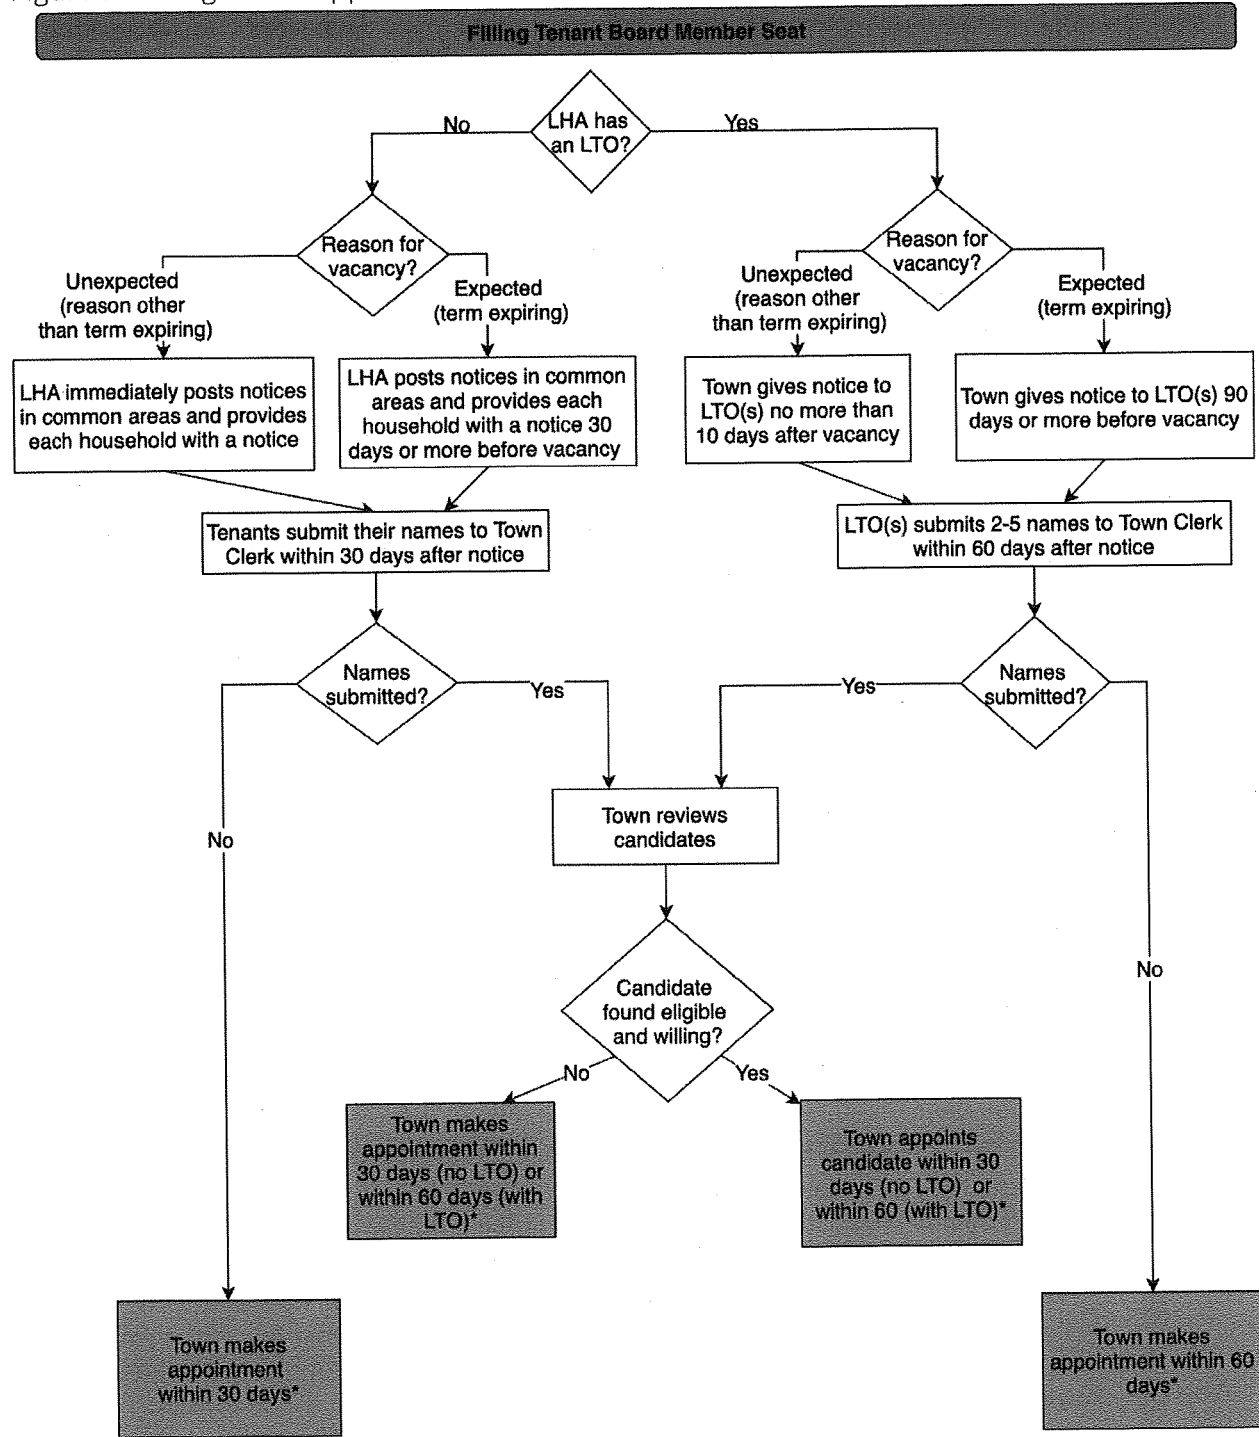 Filling Tenant Board Member Seat
LHA has
an LTO?
No
Yes
Reason for
vacancy?
Unexpected
(reason other
than term expiring)
Expected
(term expiring)
Reason for
vacancy?
Unexpected
(reason other
than term expiring)
Expected
(term expiring)
LHA immediately posts notices
in common areas and provides
each household with a notice
LHA posts notices in common
areas and provides each
household with a notice 30
days or more before vacancy
Town gives notice to
LTO(s) no more than
10 days after vacancy
Town gives notice to LTO(s) 90
days or more before vacancy
Tenants submit their names to Town
Clerk within 30 days after notice
LTO(s) submits 2-5 names to Town Clerk
within 60 days after notice
Names
submitted?
Yes
Yes
Names
submitted?
No
Town reviews
candidates
No
Candidate
found eligible
and willing?
No
Yes
Town makes
appointment within
30 days (no LTO) or
within 60 days (with
LTO)*
Town appoints
candidate within 30
days (no LTO) or
within 60 (with LTO)*
Town makes
appointment
within 30 days*
Town makes
appointment within 60
days*